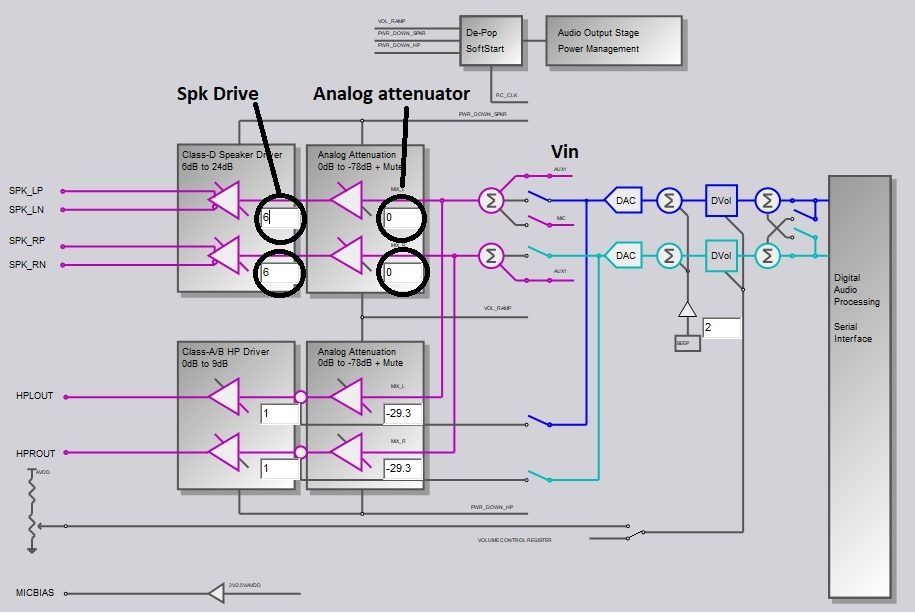 VOL_RAMP
PWR_DOWN_SPKR
PWR_DOWN_HP
De-Pop
SoftStart
Audio Output Stage
Power Management
RC_CLK
PWR_DOWN_SPKR
Spk Drive
Analog attenuator
Vin
Class-D Speaker Driver
6dB to 24dB
Analog Attenuation
0dB to -78dB + Mute
AUX1
SPK_LP
SPK_LN
6
0
Σ
MIC
DAC
Σ
DVol
Σ
SPK_RP
SPK_RN
6
0
Σ
AUX1
DAC
Σ
DVol
Σ
Digital
Audio
Processing
Serial
Interface
VOL_RAMP
2
BEEP
Class-A/B HP Driver
0dB to 9dB
Analog Attenuation
0dB to -78dB + Mute
MIX_L
HPLOUT
1
-29.3
MIX_R
HPROUT
1
-29.3
AVDD
PWR_DOWN_HP
VOLUME CONTROL REGISTER
MICBIAS
2V/2.5V/AVDD